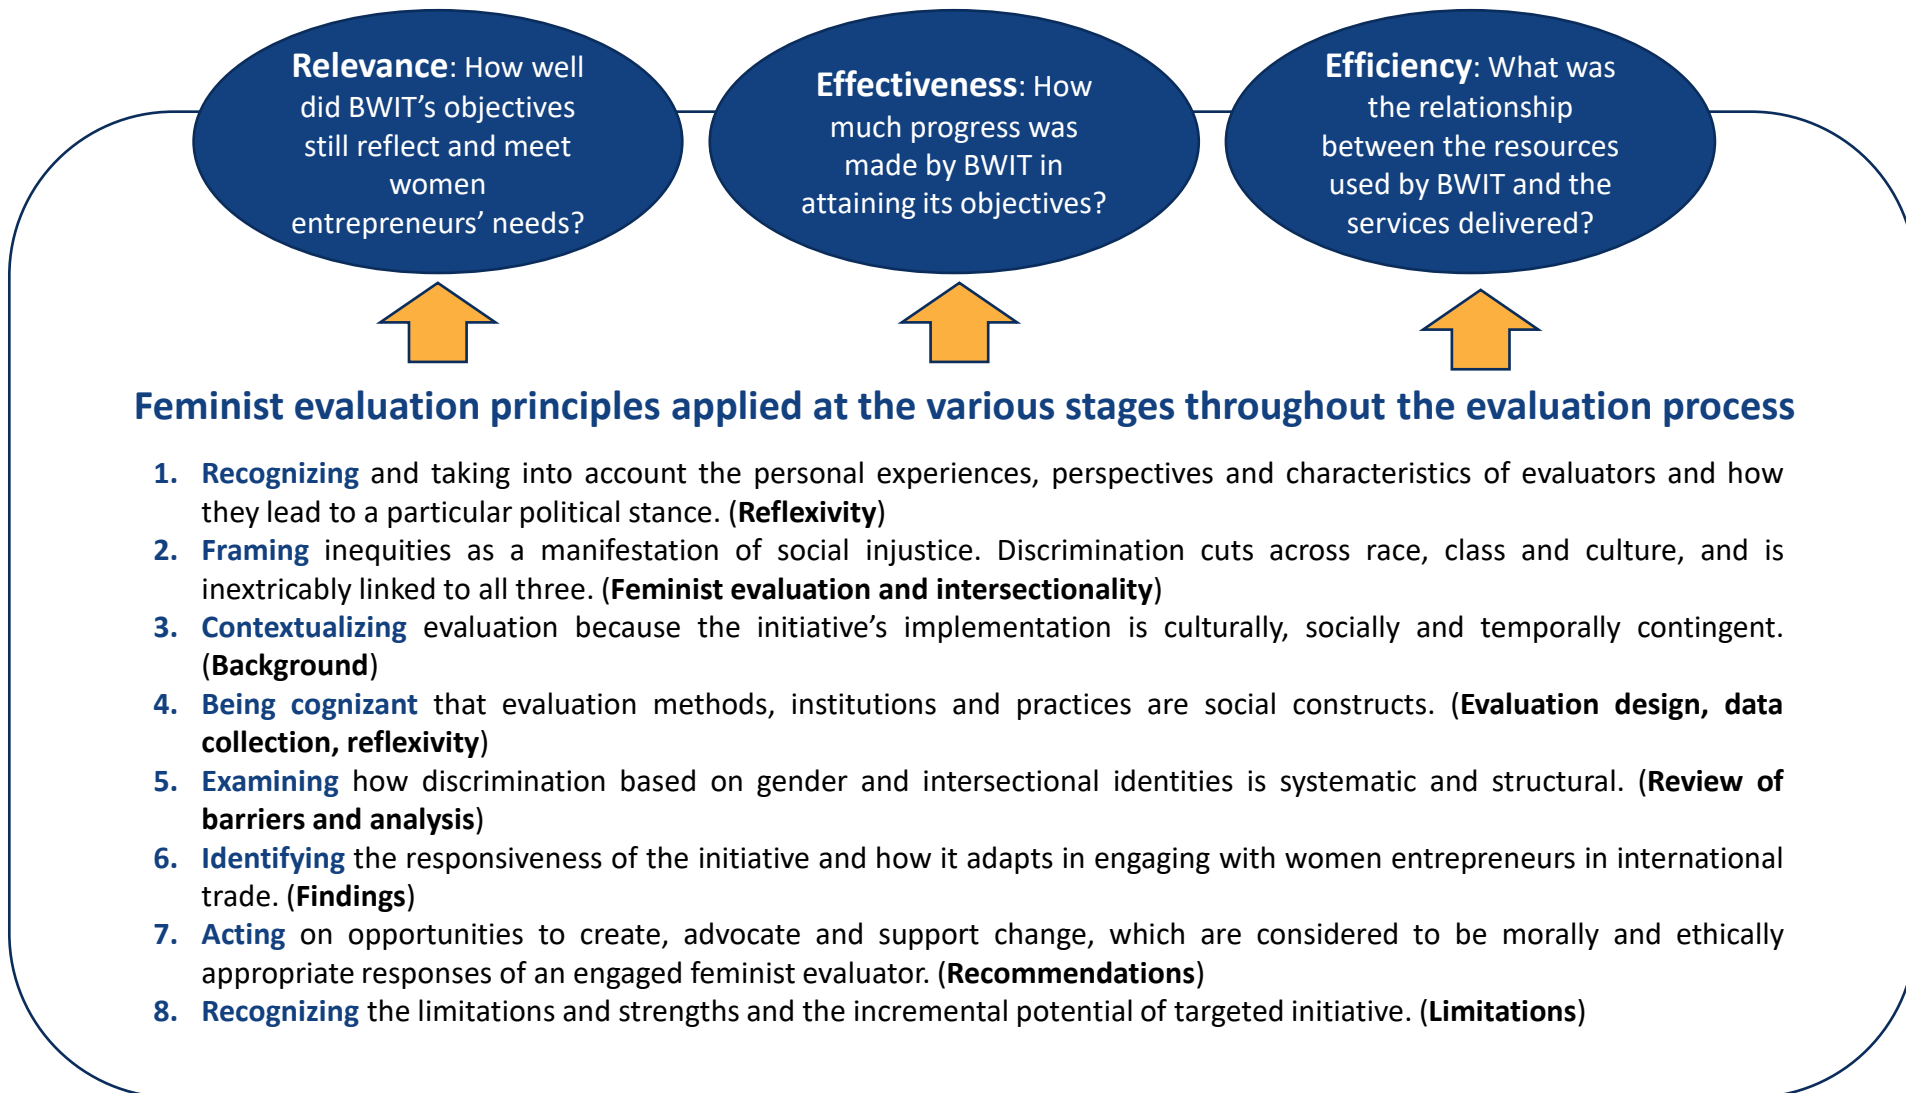 Relevance: How well
did BWIT’s objectives
still reflect and meet
women
entrepreneurs’ needs?
Effectiveness: How
much progress was
made by BWIT in
attaining its objectives?
Efficiency: What was
the relationship
between the resources
used by BWIT and the
services delivered?
Feminist evaluation principles applied at the various stages throughout the evaluation process
1. Recognizing and taking into account the personal experiences, perspectives and characteristics of evaluators and how
they lead to a particular political stance. (Reflexivity)
2. Framing inequities as a manifestation of social injustice. Discrimination cuts across race, class and culture, and is
inextricably linked to all three. (Feminist evaluation and intersectionality)
3. Contextualizing evaluation because the initiative’s implementation is culturally, socially and temporally contingent.
(Background)
4. Being cognizant that evaluation methods, institutions and practices are social constructs. (Evaluation design, data
collection, reflexivity)
5. Examining how discrimination based on gender and intersectional identities is systematic and structural. (Review of
barriers and analysis)
6. Identifying the responsiveness of the initiative and how it adapts in engaging with women entrepreneurs in international
trade. (Findings)
7. Acting on opportunities to create, advocate and support change, which are considered to be morally and ethically
appropriate responses of an engaged feminist evaluator. (Recommendations)
8. Recognizing the limitations and strengths and the incremental potential of targeted initiative. (Limitations)